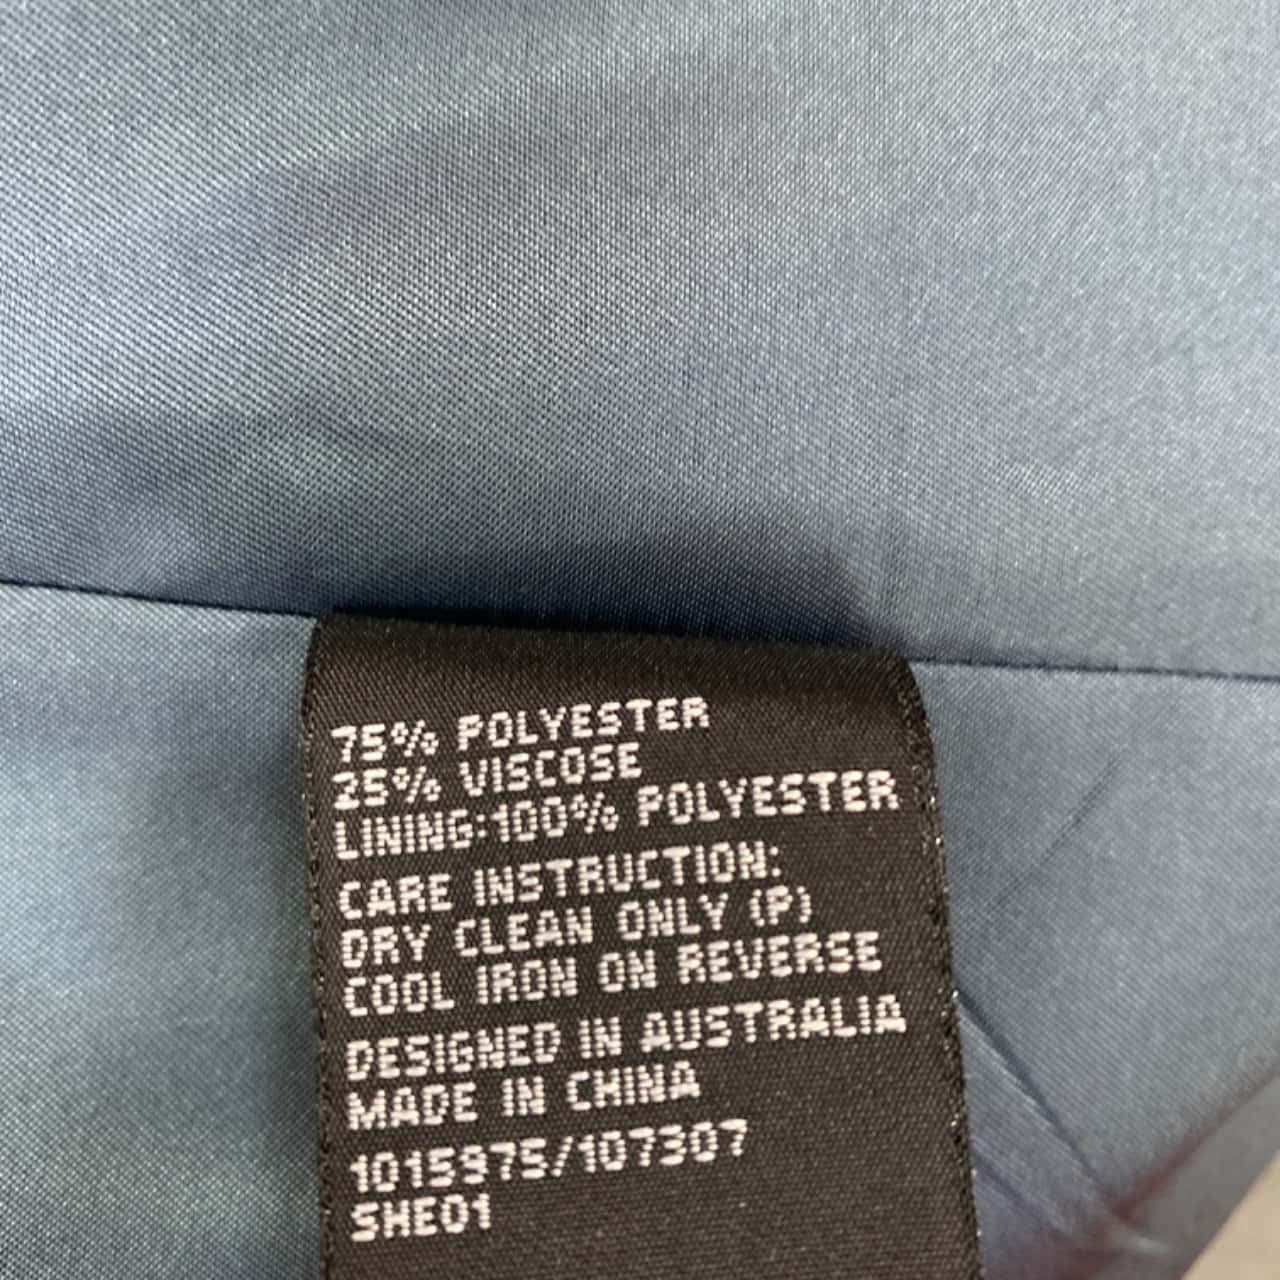 75% POLYESTER
25% VISCOSE
LINING:100% POLYESTER
CARE INSTRUCTION:
DRY CLEAN ONLY (P)
COOL IRON ON REVERSE
DESIGNED IN AUSTRALIA
MADE IN CHINA
1015975/107307
SHE01